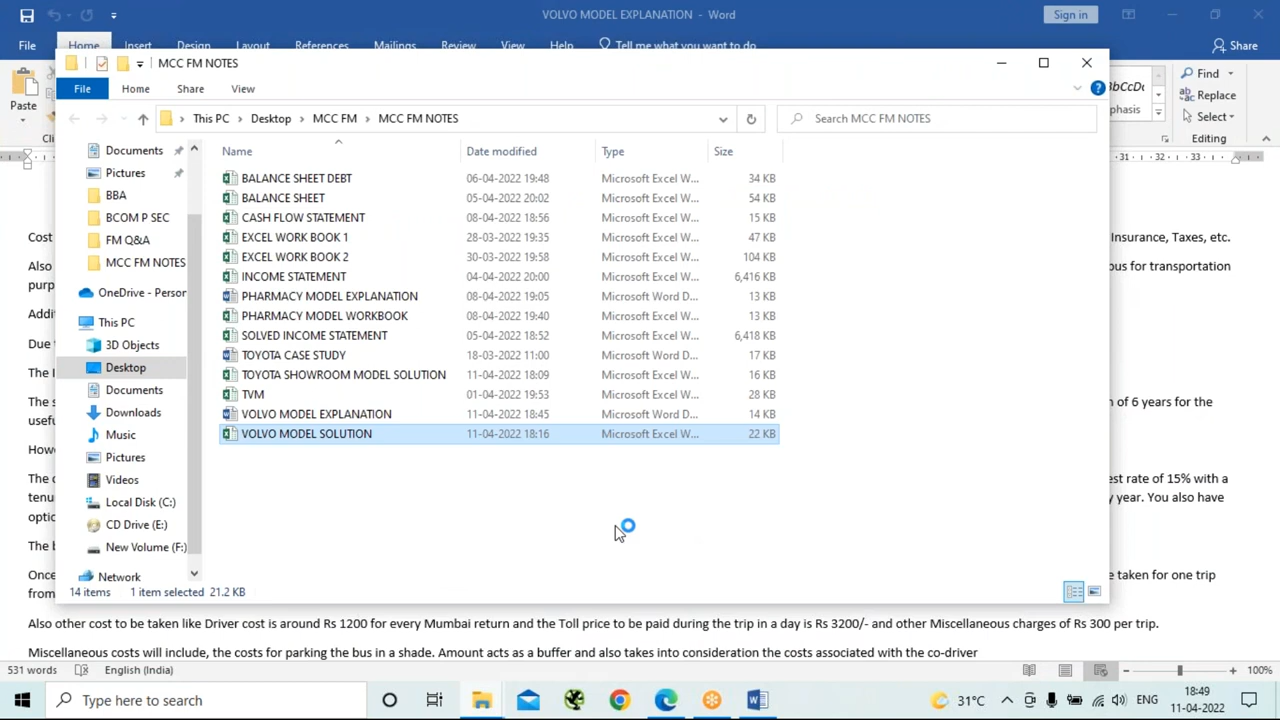 VOLVO MODEL EXPLANATION - Word
Sign in
File Home Insert Design Layout References Mailings Review View Help Tell me what you want to do
Share
Paste
MCC FM NOTES
File Home Share View
This PC > Desktop > MCC FM > MCC FM NOTES
Search MCC FM NOTES
Find
Replace
Select
Editing
Name Date modified Type Size
BALANCE SHEET DEBT 06-04-2022 19:48 Microsoft Excel W... 34 KB
BALANCE SHEET 05-04-2022 20:02 Microsoft Excel W... 54 KB
CASH FLOW STATEMENT 08-04-2022 18:56 Microsoft Excel W... 15 KB
EXCEL WORK BOOK 1 28-03-2022 19:35 Microsoft Excel W... 47 KB
EXCEL WORK BOOK 2 30-03-2022 19:58 Microsoft Excel W... 104 KB
INCOME STATEMENT 04-04-2022 20:00 Microsoft Excel W... 6,416 KB
PHARMACY MODEL EXPLANATION 08-04-2022 19:05 Microsoft Word D... 13 KB
PHARMACY MODEL WORKBOOK 08-04-2022 19:40 Microsoft Excel W... 13 KB
SOLVED INCOME STATEMENT 05-04-2022 18:52 Microsoft Excel W... 6,418 KB
TOYOTA CASE STUDY 18-03-2022 11:00 Microsoft Word D... 17 KB
TOYOTA SHOWROOM MODEL SOLUTION 11-04-2022 18:09 Microsoft Excel W... 16 KB
TVM 01-04-2022 19:53 Microsoft Excel W... 28 KB
VOLVO MODEL EXPLANATION 11-04-2022 18:45 Microsoft Word D... 14 KB
VOLVO MODEL SOLUTION 11-04-2022 18:16 Microsoft Excel W... 22 KB
Documents
Pictures
BBA
BCOM P SEC
FM Q&A
MCC FM NOTES
OneDrive - Person
This PC
3D Objects
Desktop
Documents
Downloads
Music
Pictures
Videos
Local Disk (C:)
CD Drive (E:)
New Volume (F:)
Network
14 items 1 item selected 21.2 KB
31 32 33
Cost
Insurance, Taxes, etc.
Also
bus for transportation
purp
Addi
Due t
The I
The s
n of 6 years for the
usefu
Howe
The c
est rate of 15% with a
tenu
y year. You also have
optio
The b
Once
e taken for one trip
from
Also other cost to be taken like Driver cost is around Rs 1200 for every Mumbai return and the Toll price to be paid during the trip in a day is Rs 3200/- and other Miscellaneous charges of Rs 300 per trip.
Miscellaneous costs will include, the costs for parking the bus in a shade. Amount acts as a buffer and also takes into consideration the costs associated with the co-driver
531 words English (India) 100%
Type here to search
31°C ENG 18:49
11-04-2022